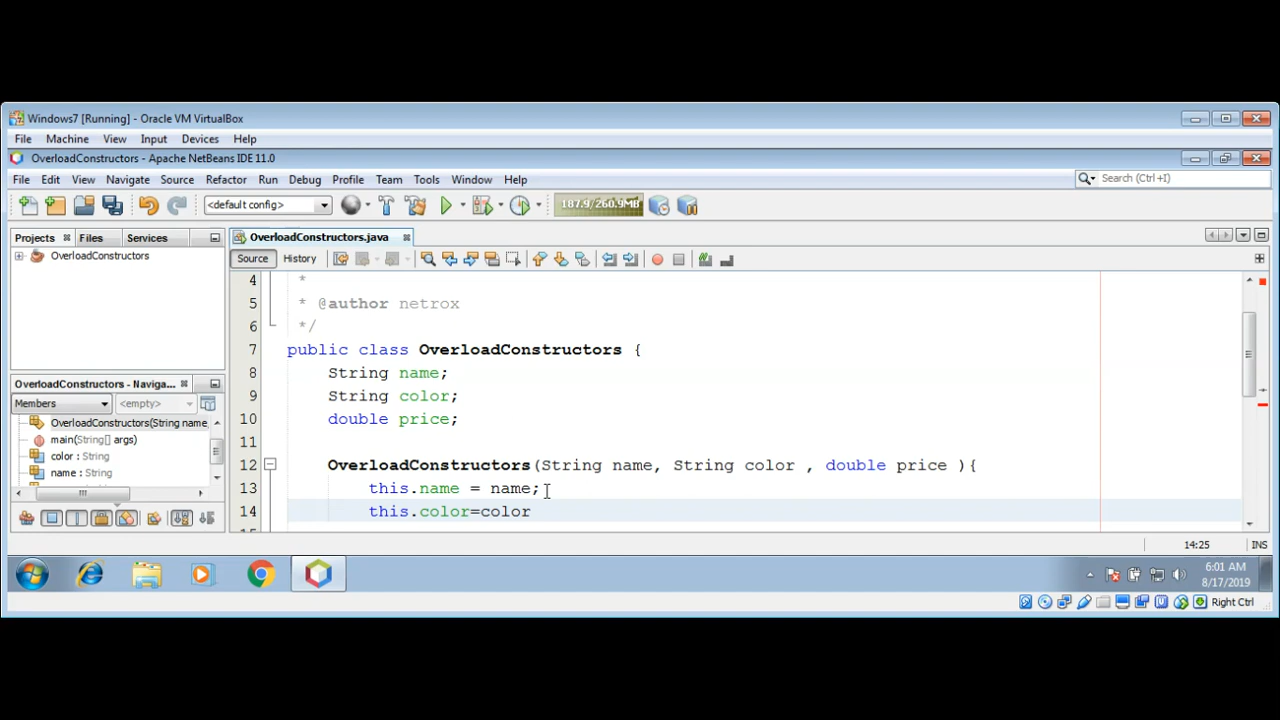 Windows7 [Running] - Oracle VM VirtualBox
File Machine View Input Devices Help
OverloadConstructors - Apache NetBeans IDE 11.0
File Edit View Navigate Source Refactor Run Debug Profile Team Tools Window Help
Search (Ctrl+I)
<default config>
187.9/260.9MB
Projects Files Services
OverloadConstructors.java
OverloadConstructors
Source History
4 *
5 * @author netrox
6 */
7 public class OverloadConstructors {
8 String name;
9 String color;
10 double price;
11
12 OverloadConstructors(String name, String color , double price ){
13 this.name = name;
14 this.color=color
OverloadConstructors - Naviga...
Members <empty>
OverloadConstructors(String name,
main(String[] args)
color : String
name : String
14:25 INS
6:01 AM
8/17/2019
Right Ctrl